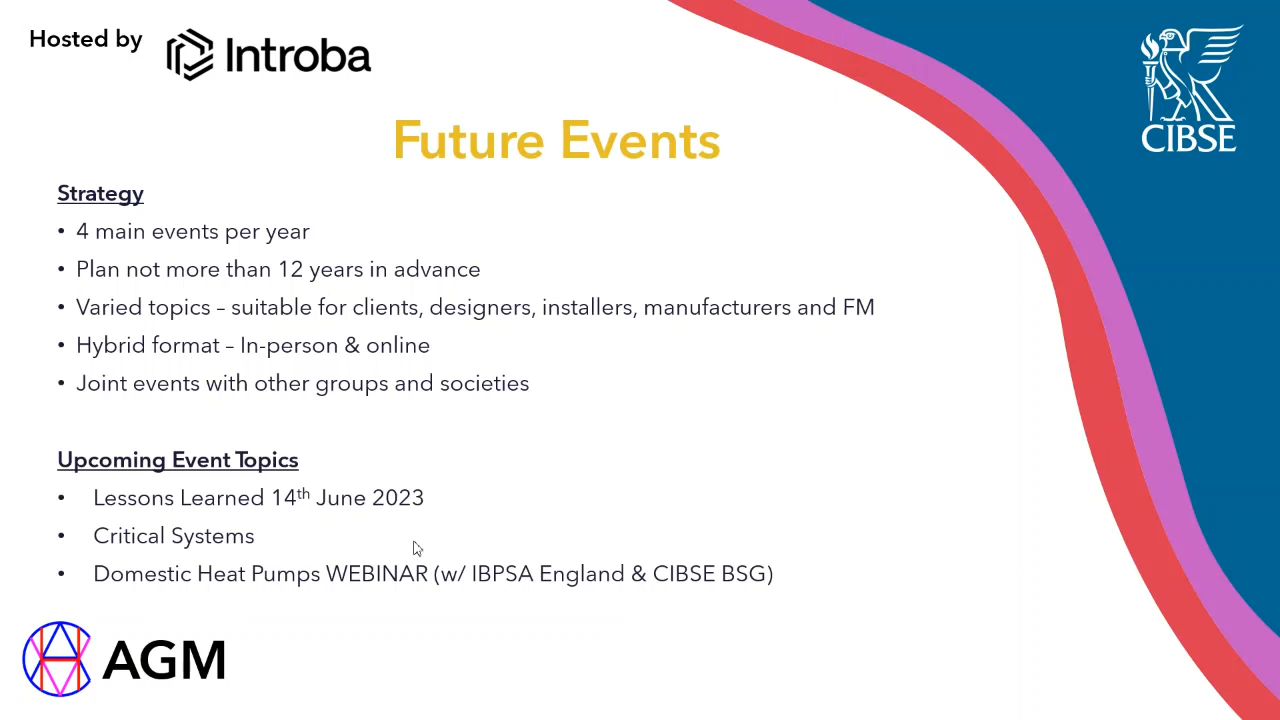 Hosted by
Introba
CIBSE
Future Events
Strategy
• 4 main events per year
• Plan not more than 12 years in advance
• Varied topics – suitable for clients, designers, installers, manufacturers and FM
• Hybrid format – In-person & online
• Joint events with other groups and societies
Upcoming Event Topics
• Lessons Learned 14th June 2023
• Critical Systems
• Domestic Heat Pumps WEBINAR (w/ IBPSA England & CIBSE BSG)
AGM